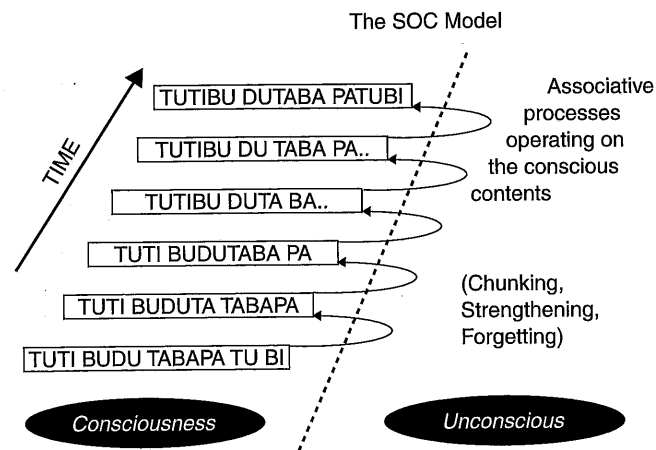 The SOC Model
TUTIBU DUTABA PATUBI
TUTIBU DU TABA PA..
TUTIBU DUTA BA..
TUTI BUDUTABA PA
TUTI BUDUTA TABAPA
TUTI BUDU TABAPA TU BI
TIME
Associative
processes
operating on
the conscious
contents
(Chunking,
Strengthening,
Forgetting)
Consciousness
Unconscious